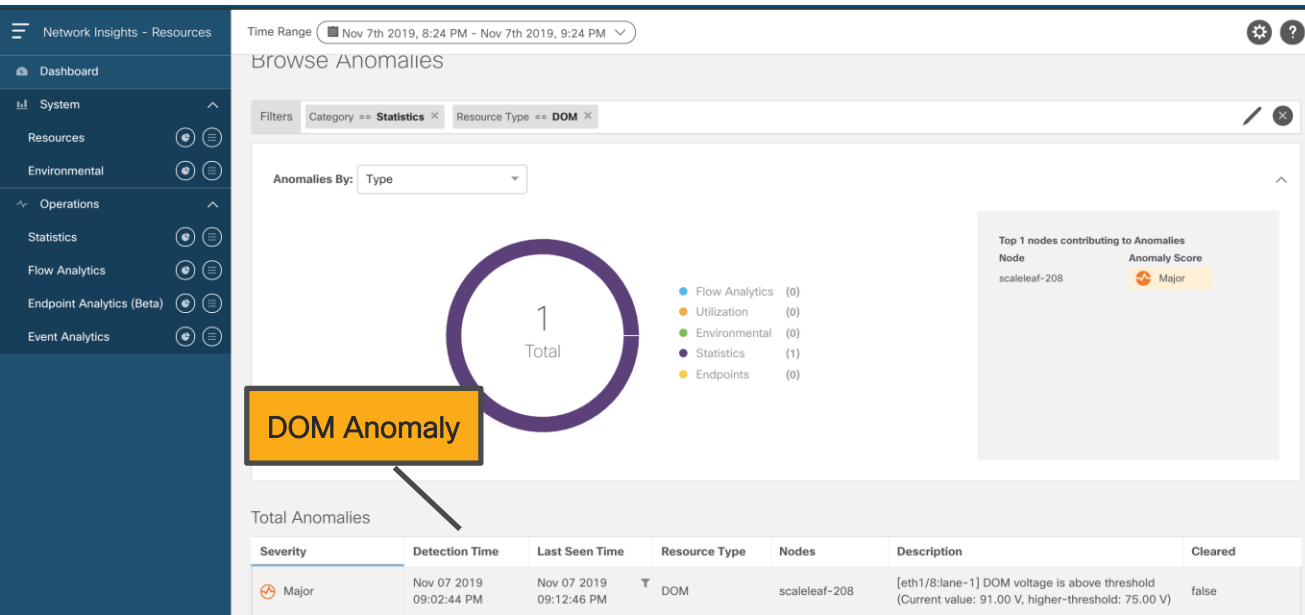 Network Insights - Resources
Time Range Nov 7th 2019, 8:24 PM - Nov 7th 2019, 9:24 PM
?
Dashboard
System
Resources
Environmental
Operations
Statistics
Flow Analytics
Endpoint Analytics (Beta)
Event Analytics
Browse Anomalies
Filters Category == Statistics × Resource Type == DOM ×
Anomalies By: Type
1
Total
Flow Analytics (0)
Utilization (0)
Environmental (0)
Statistics (1)
Endpoints (0)
Top 1 nodes contributing to Anomalies
Node Anomaly Score
scaleleaf-208 Major
DOM Anomaly
Total Anomalies
Severity Detection Time Last Seen Time Resource Type Nodes Description Cleared
Major
Nov 07 2019
09:02:44 PM
Nov 07 2019
09:12:46 PM
DOM
scaleleaf-208
[eth1/8:lane-1] DOM voltage is above threshold
(Current value: 91.00 V, higher-threshold: 75.00 V)
false